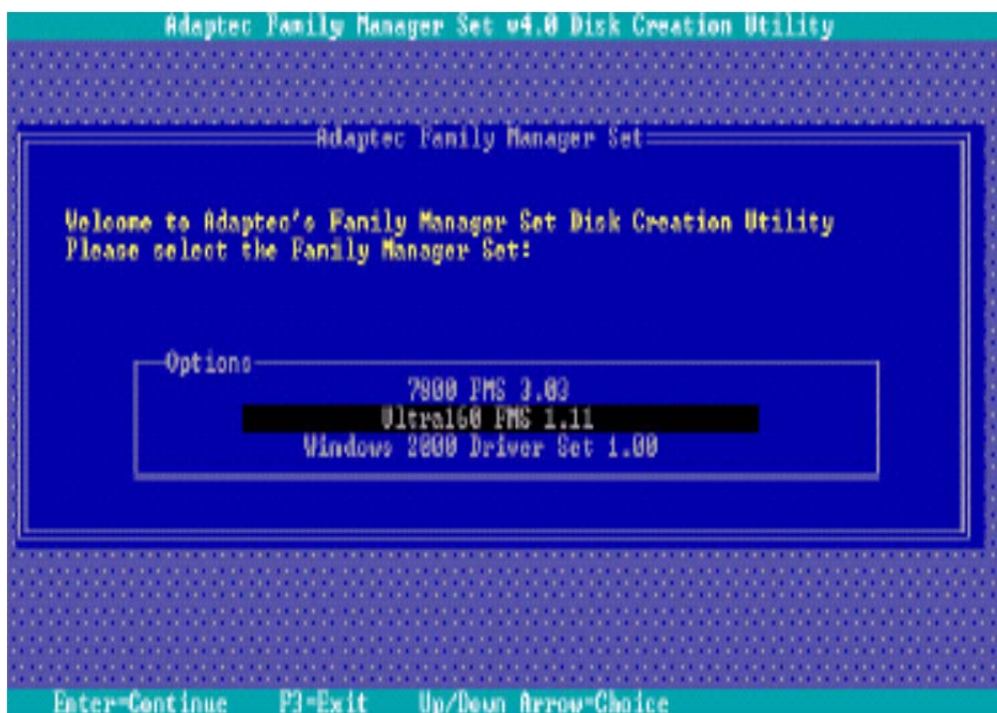 Adaptec Family Manager Set v4.0 Disk Creation Utility
Adaptec Family Manager Set
Welcome to Adaptec's Family Manager Set Disk Creation Utility
Please select the Family Manager Set:
Options
7800 FMS 3.03
Ultra160 FMS 1.11
Windows 2000 Driver Set 1.00
Enter=Continue F3=Exit Up/Down Arrow=Choice